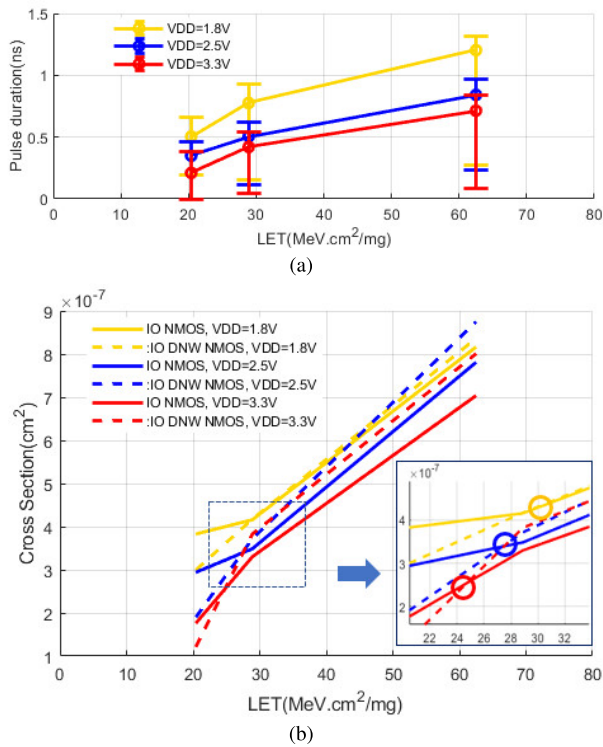 1.5
1
0.5
0
Pulse duration(ns)
VDD=1.8V
VDD=2.5V
VDD=3.3V
0 10 20 30 40 50 60 70 80
LET(MeV.cm²/mg)
(a)
×10⁻⁷
9
8
7
6
5
4
3
2
1
Cross Section(cm²)
IO NMOS, VDD=1.8V
:IO DNW NMOS, VDD=1.8V
IO NMOS, VDD=2.5V
:IO DNW NMOS, VDD=2.5V
IO NMOS, VDD=3.3V
:IO DNW NMOS, VDD=3.3V
×10⁻⁷
4
3
2
22 24 26 28 30 32
0 10 20 30 40 50 60 70 80
LET(MeV.cm²/mg)
(b)